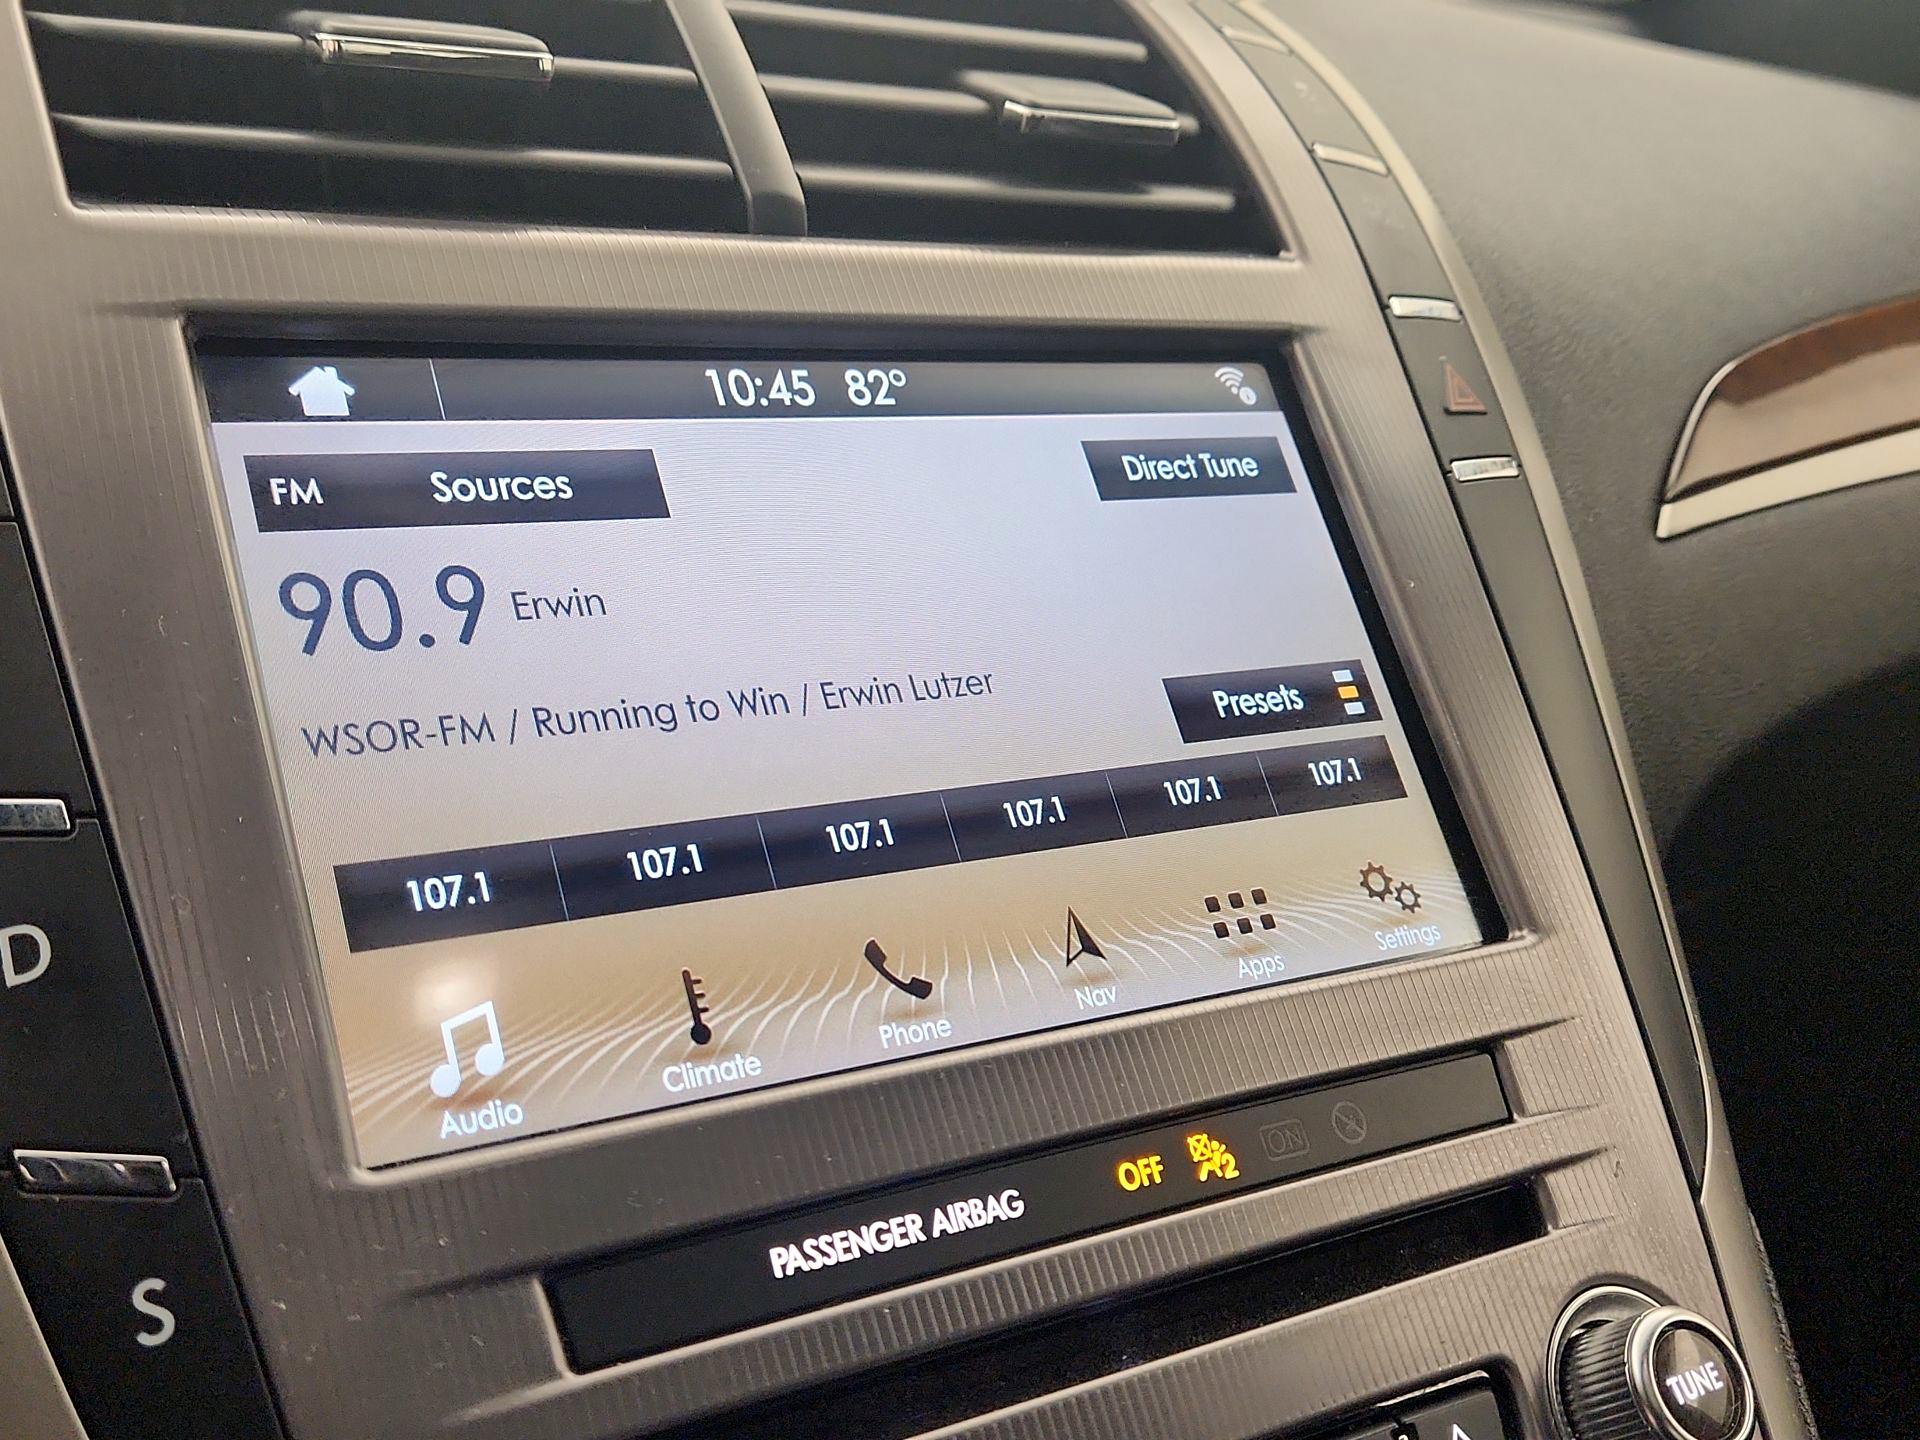 10:45 82°
FM Sources
Direct Tune
90.9 Erwin
WSOR-FM / Running to Win / Erwin Lutzer
Presets
107.1 107.1 107.1 107.1 107.1 107.1
Audio Climate Phone Nav Apps Settings
PASSENGER AIRBAG OFF 2 ON
D
S
TUNE